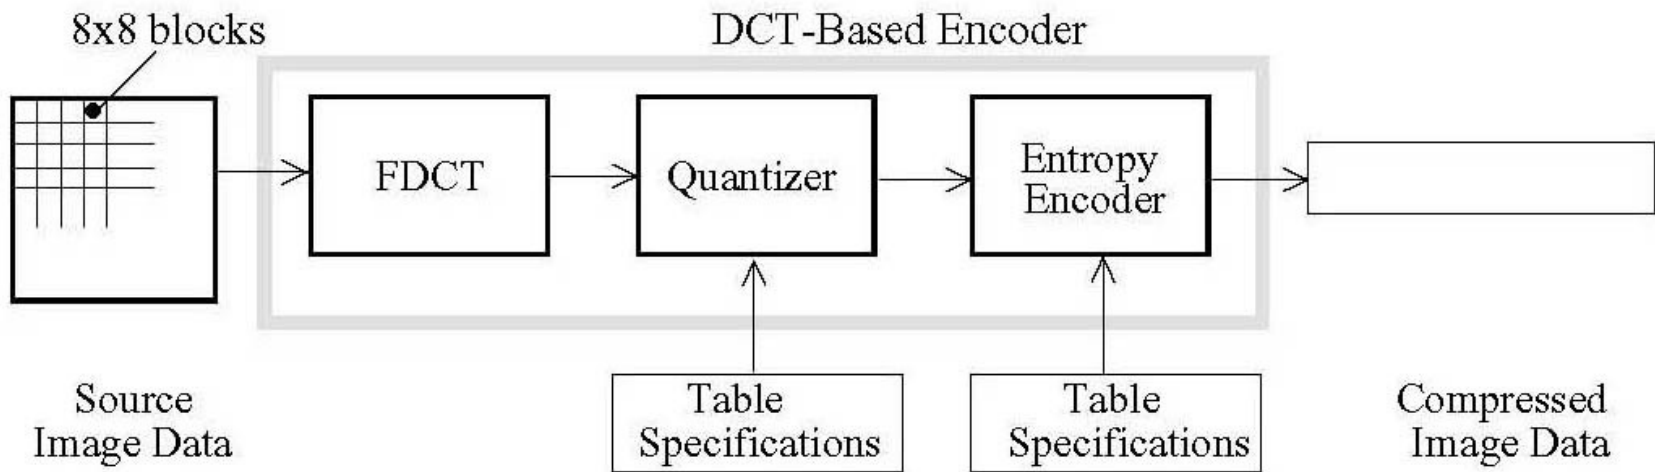 8x8 blocks
DCT-Based Encoder
FDCT
Quantizer
Entropy
Encoder
Source
Image Data
Table
Specifications
Table
Specifications
Compressed
Image Data